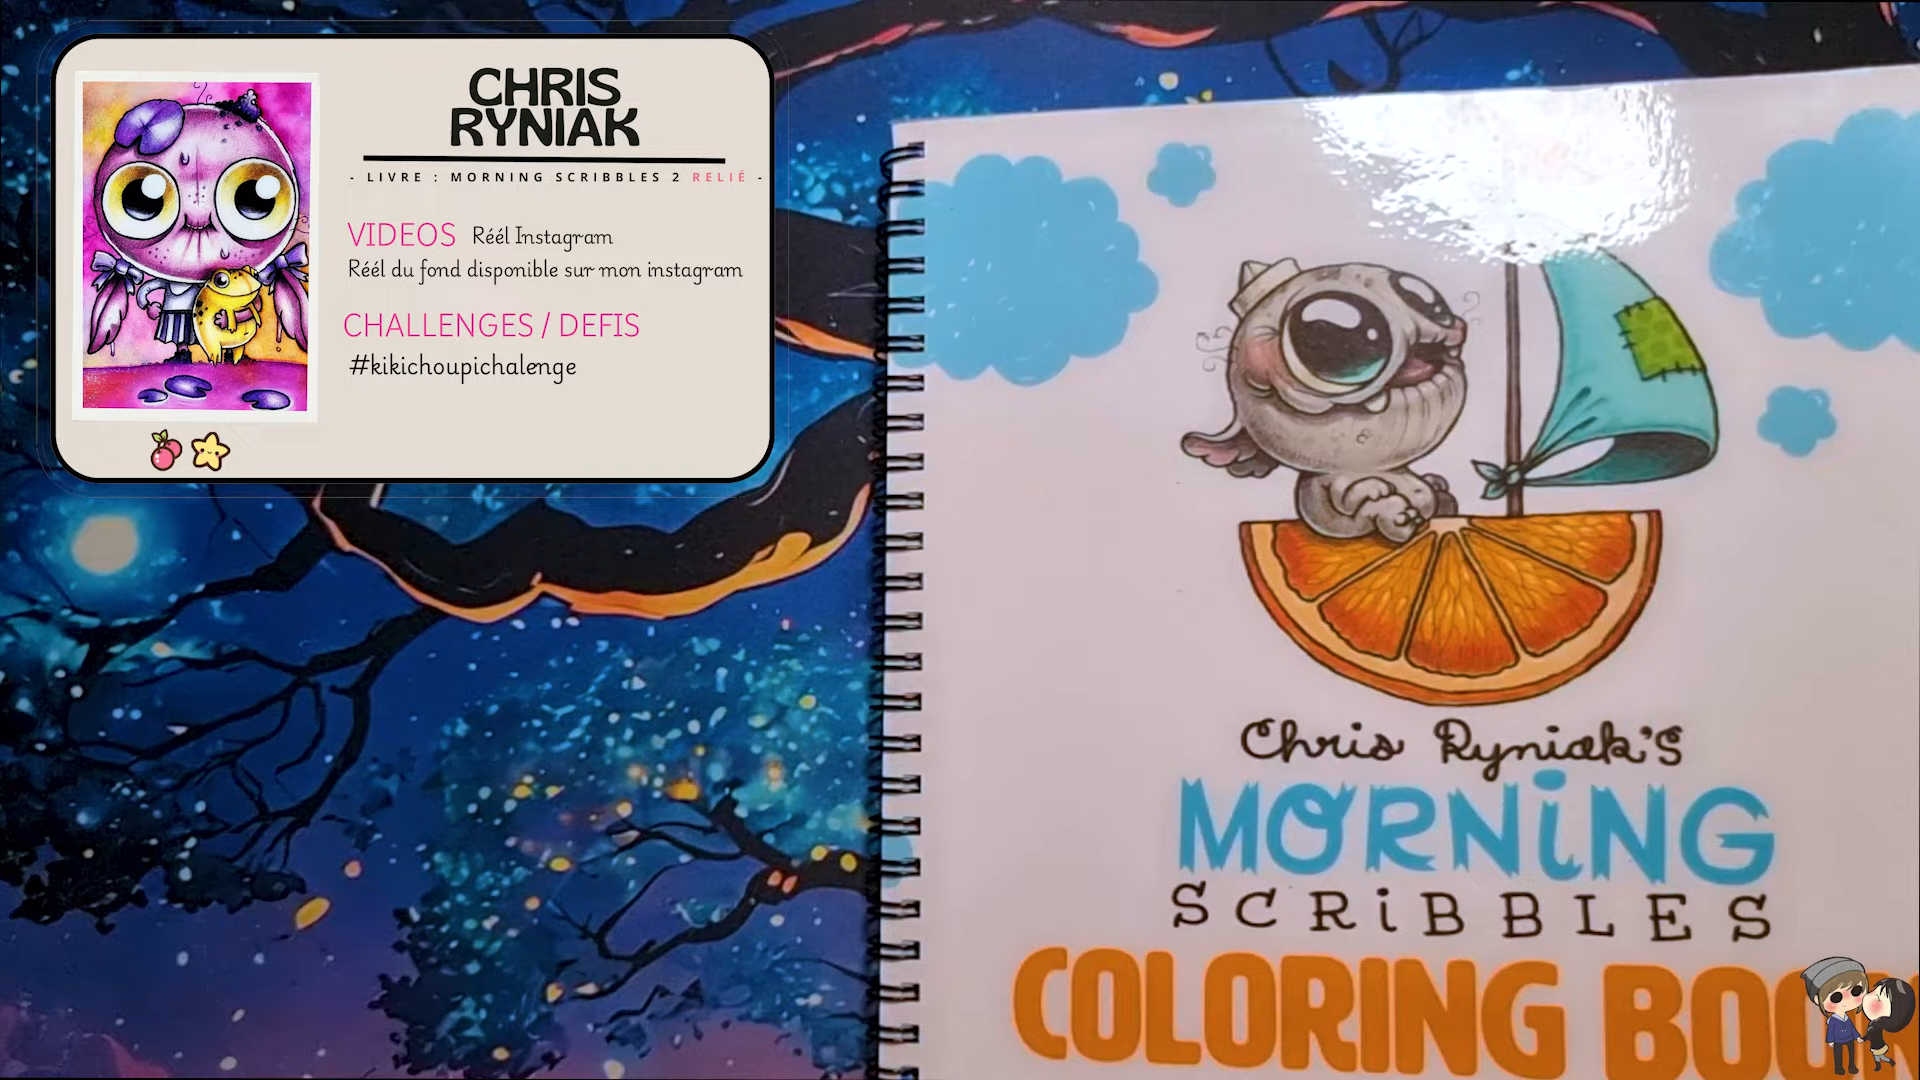 CHRIS
RYNIAK
- LIVRE : MORNING SCRIBBLES 2 RELIÉ -
VIDEOS Réél Instagram
Réél du fond disponible sur mon instagram
CHALLENGES / DEFIS
#kikichoupichalenge
Chris Ryniak's
MORNiNG
SCRiBBLES
COLORING BOOK